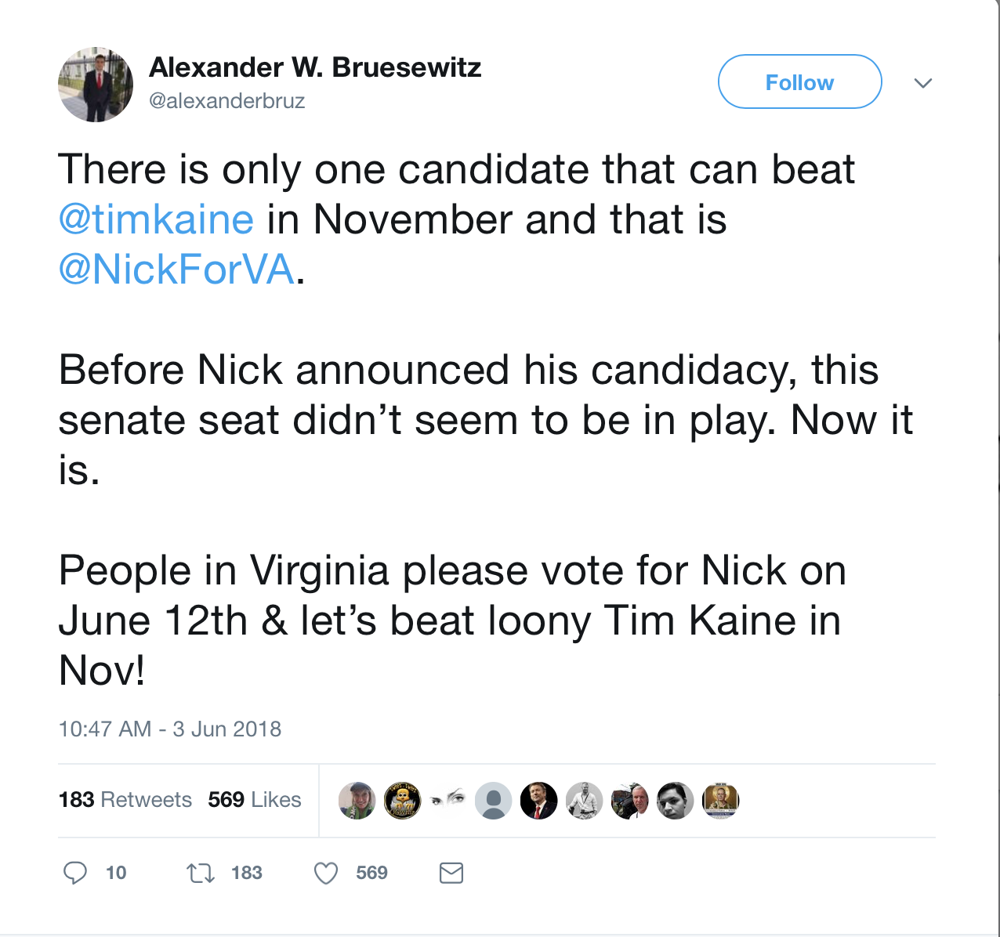 Alexander W. Bruesewitz
@alexanderbruz
Follow
There is only one candidate that can beat
@timkaine in November and that is
@NickForVA.
Before Nick announced his candidacy, this
senate seat didn’t seem to be in play. Now it
is.
People in Virginia please vote for Nick on
June 12th & let’s beat loony Tim Kaine in
Nov!
10:47 AM - 3 Jun 2018
183 Retweets 569 Likes
10 183 569